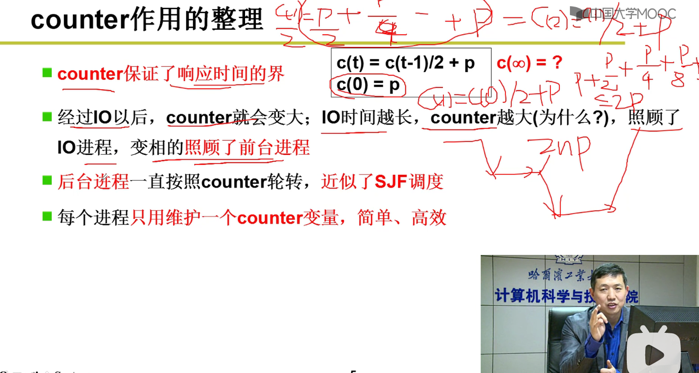 counter作用的整理
中国大学MOOC
c(t) = c(t-1)/2 + p
c(0) = p
c(∞) = ?
counter保证了响应时间的界
经过IO以后，counter就会变大；IO时间越长，counter越大(为什么?)，照顾了
IO进程，变相的照顾了前台进程
后台进程一直按照counter轮转，近似了SJF调度
每个进程只用维护一个counter变量，简单、高效
c(1)=c(0)/2+P
P+P/2+P/4+P/8+
≤2P
2np
哈尔滨工业大学
计算机科学与技术学院